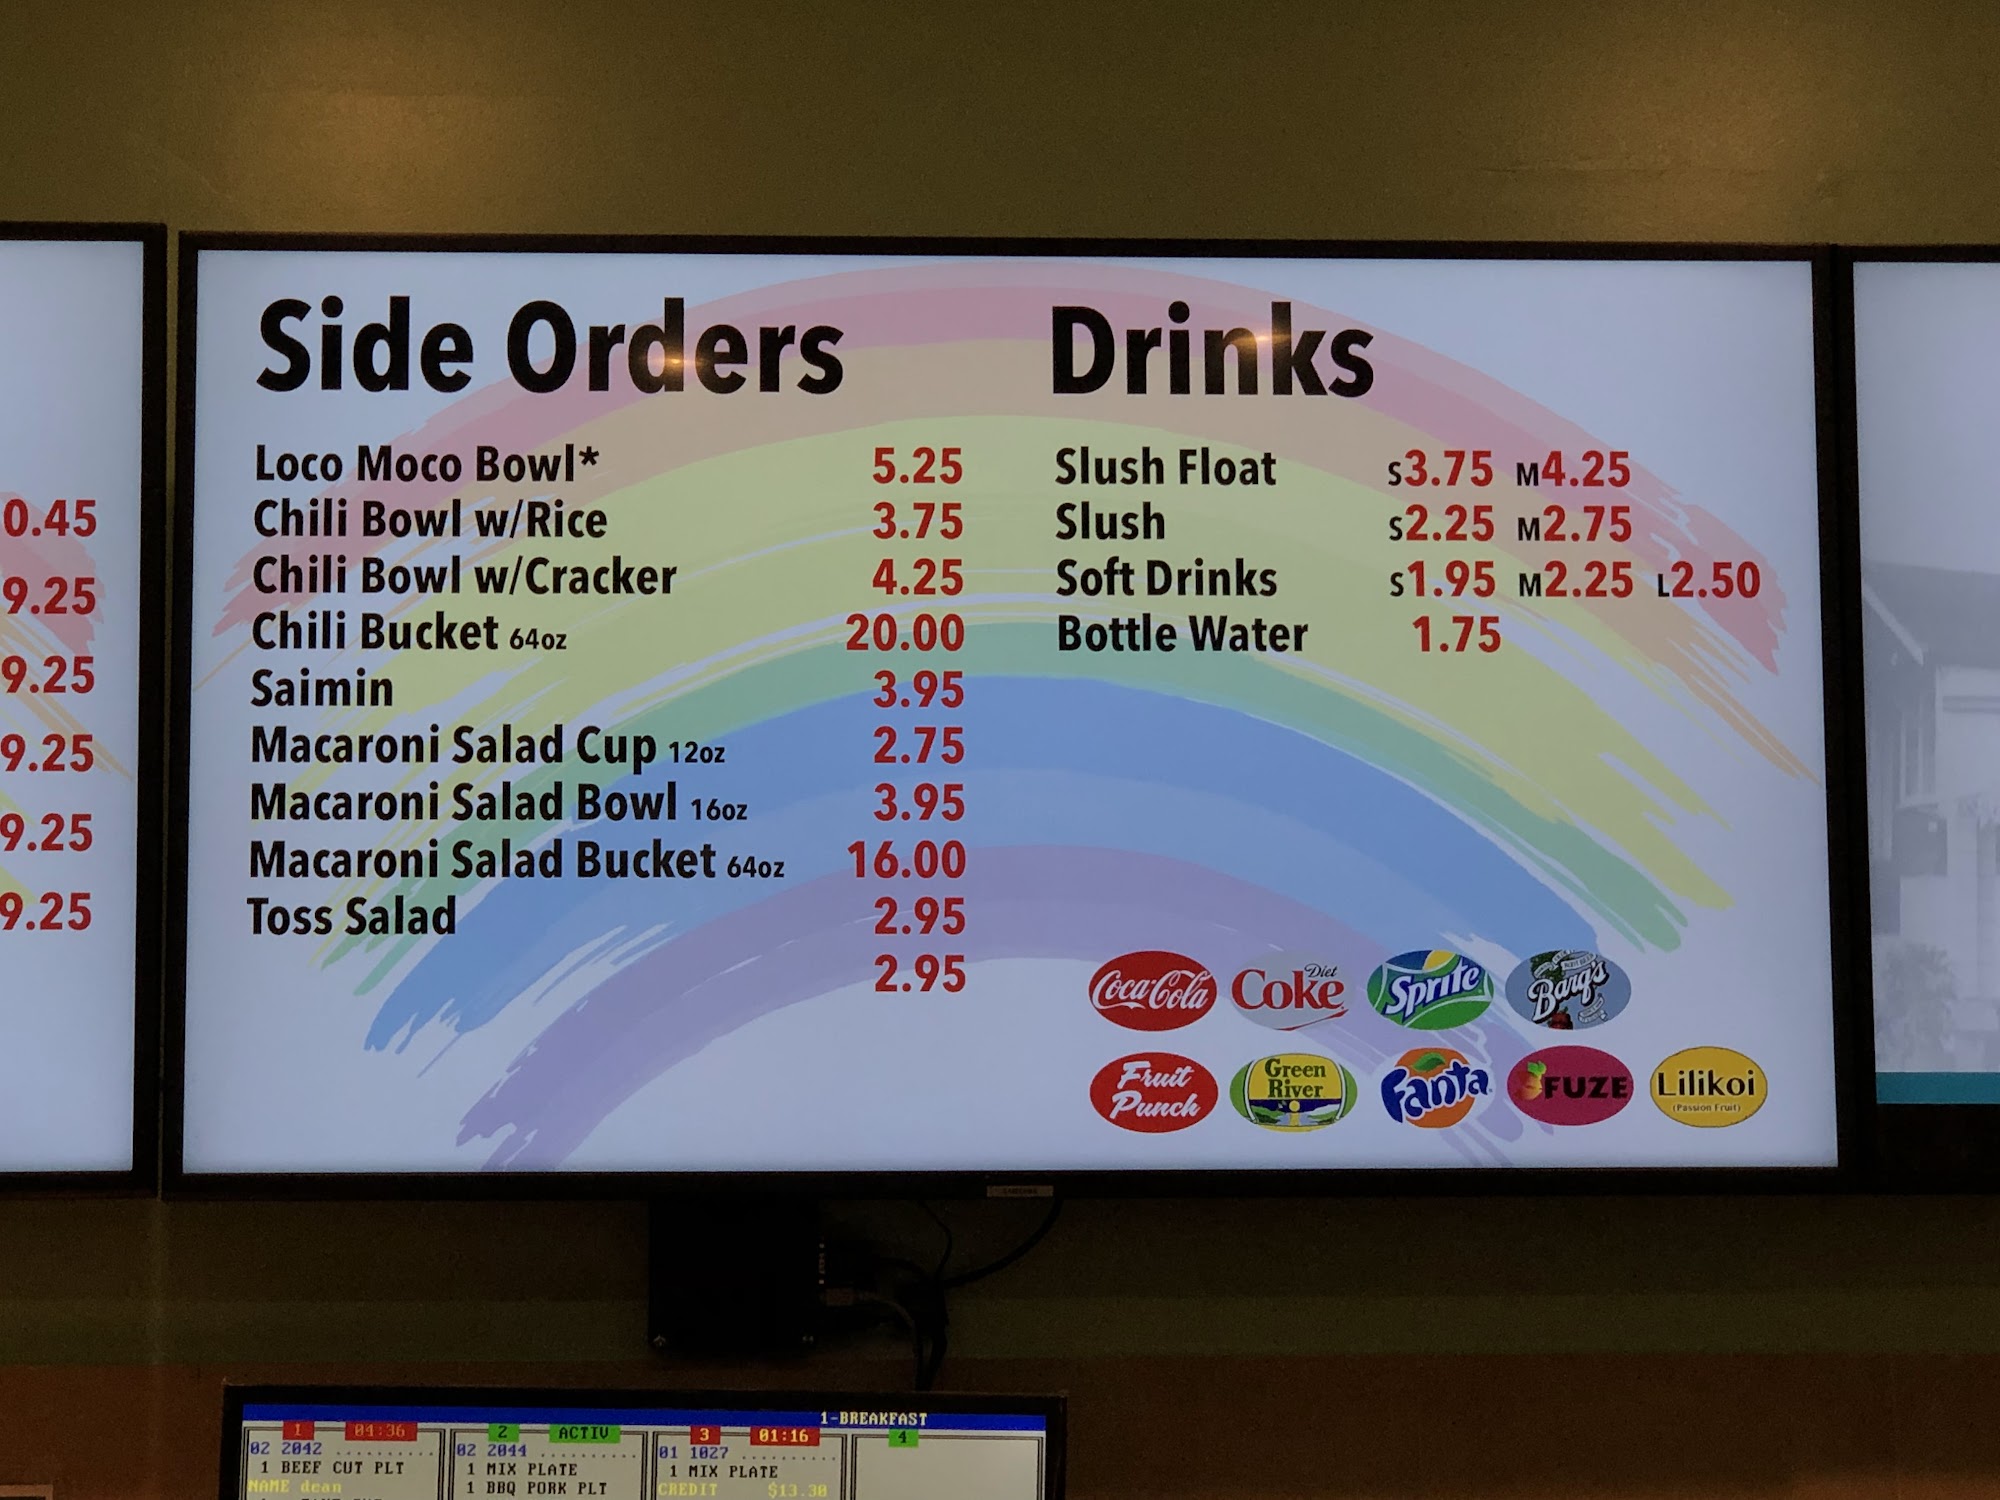 0.45
9.25
9.25
9.25
9.25
9.25
Side Orders
Loco Moco Bowl* 5.25
Chili Bowl w/Rice 3.75
Chili Bowl w/Cracker 4.25
Chili Bucket 64oz 20.00
Saimin 3.95
Macaroni Salad Cup 12oz 2.75
Macaroni Salad Bowl 16oz 3.95
Macaroni Salad Bucket 64oz 16.00
Toss Salad 2.95
2.95
Drinks
Slush Float S3.75 M4.25
Slush S2.25 M2.75
Soft Drinks S1.95 M2.25 L2.50
Bottle Water 1.75
Coca-Cola Diet Coke Sprite Barq's
Fruit Punch Green River Fanta FUZE Lilikoi (Passion Fruit)
SAMSUNG
1-BREAKFAST
1 04:36 2 ACTIV 3 01:16 4
02 2042 02 2044 01 1027
1 BEEF CUT PLT 1 MIX PLATE 1 MIX PLATE
NAME dean 1 BBQ PORK PLT CREDIT $13.30